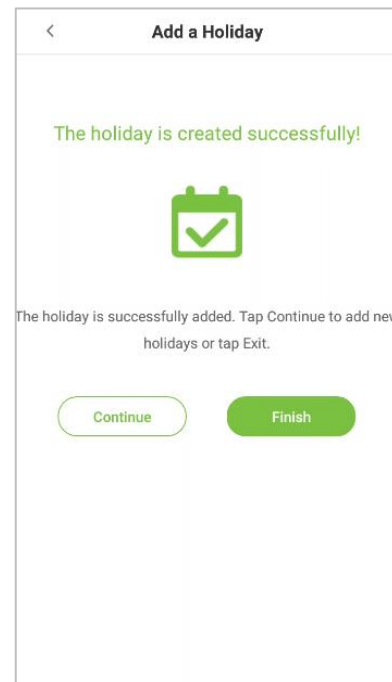 Add a Holiday
The holiday is created successfully!
The holiday is successfully added. Tap Continue to add new
holidays or tap Exit.
Continue Finish